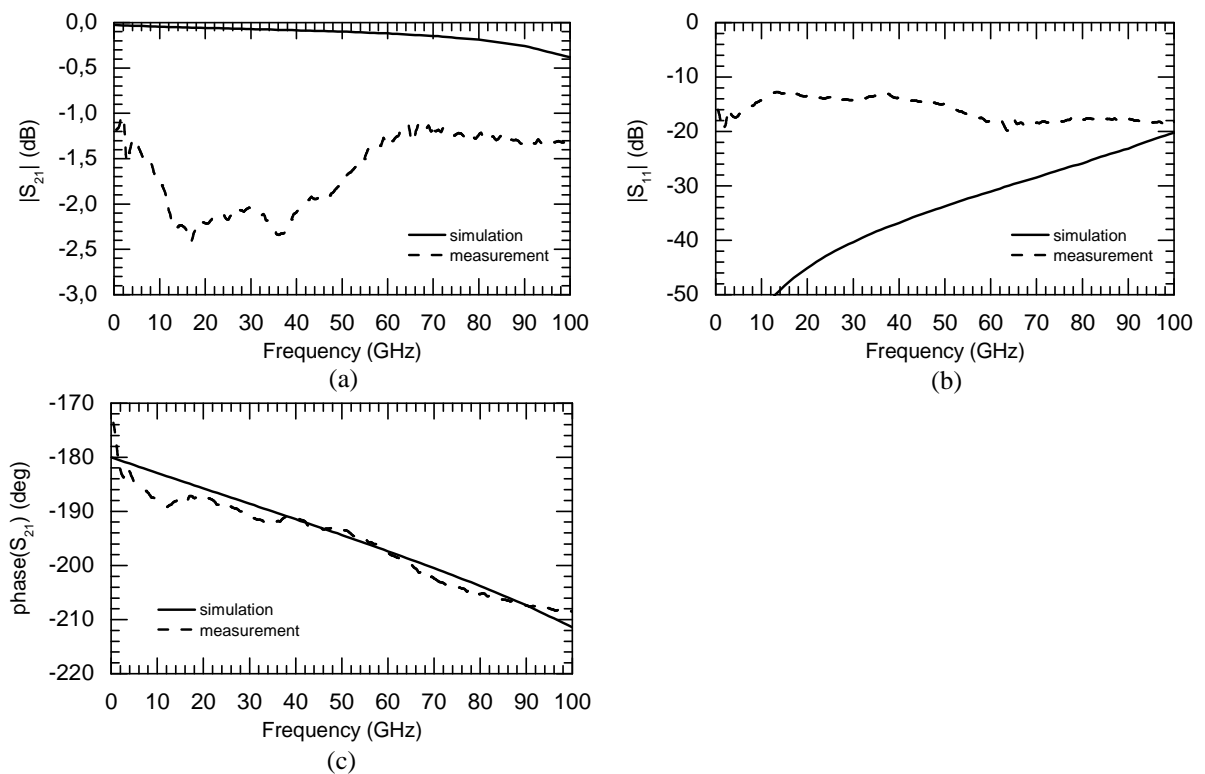 0,0
-0,5
-1,0
-1,5
-2,0
-2,5
-3,0
|S21| (dB)
simulation
measurement
0 10 20 30 40 50 60 70 80 90 100
Frequency (GHz)
(a)
0
-10
-20
-30
-40
-50
|S11| (dB)
simulation
measurement
0 10 20 30 40 50 60 70 80 90 100
Frequency (GHz)
(b)
-170
-180
-190
-200
-210
-220
phase(S21) (deg)
simulation
measurement
0 10 20 30 40 50 60 70 80 90 100
Frequency (GHz)
(c)